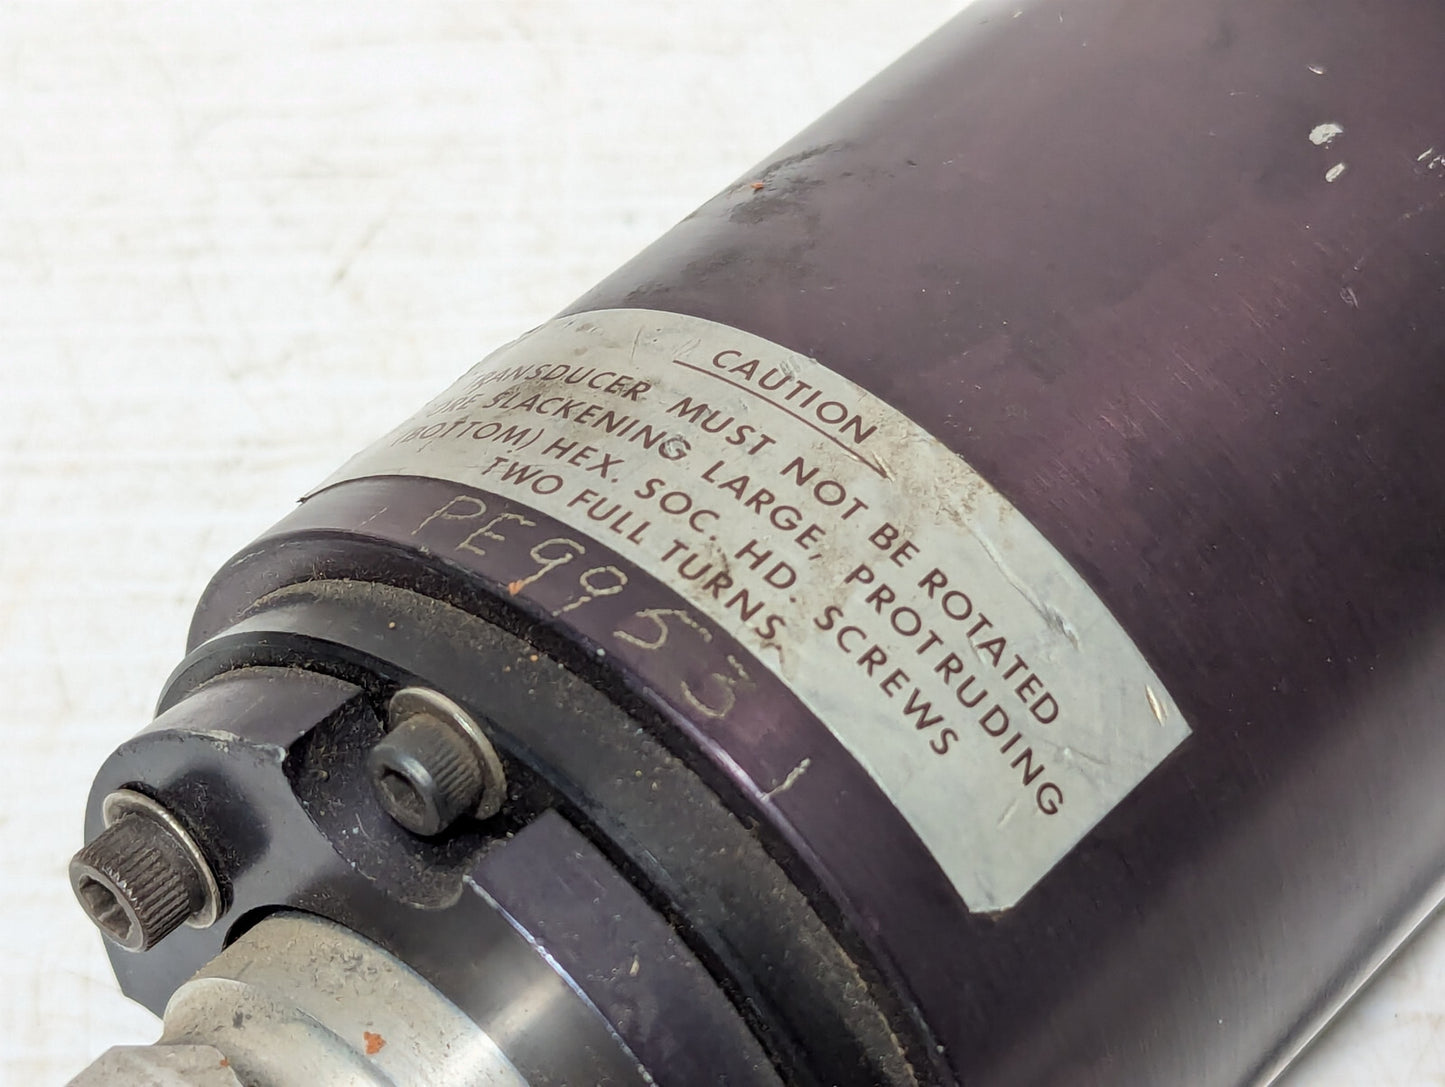 CAUTION
TRANSDUCER MUST NOT BE ROTATED
SLACKENING LARGE, PROTRUDING
(BOTTOM) HEX. SOC. HD. SCREWS
TWO FULL TURNS.
PE9953